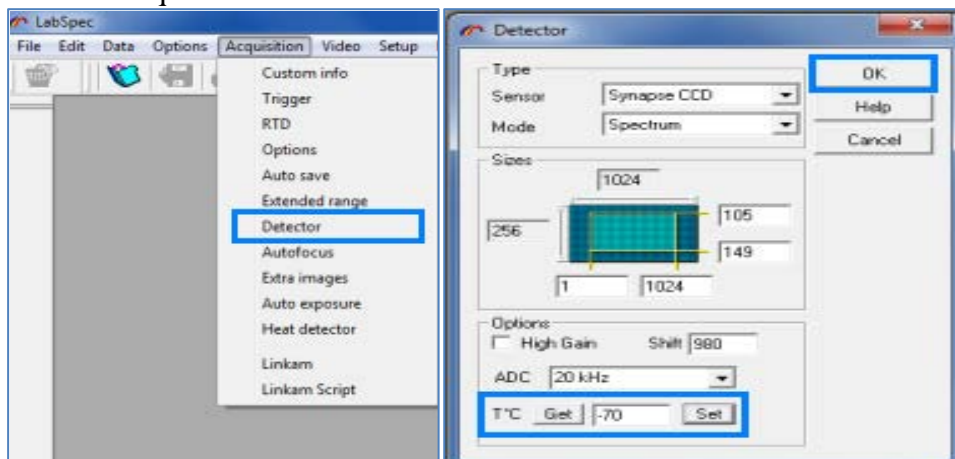 LabSpec
File Edit Data Options Acquisition Video Setup
Custom info
Trigger
RTD
Options
Auto save
Extended range
Detector
Autofocus
Extra images
Auto exposure
Heat detector
Linkam
Linkam Script
Detector
Type
Sensor Synapse CCD
Mode Spectrum
OK
Help
Cancel
Sizes
1024
256
105
149
1 1024
Options
High Gain Shift 980
ADC 20 kHz
T°C Get -70 Set